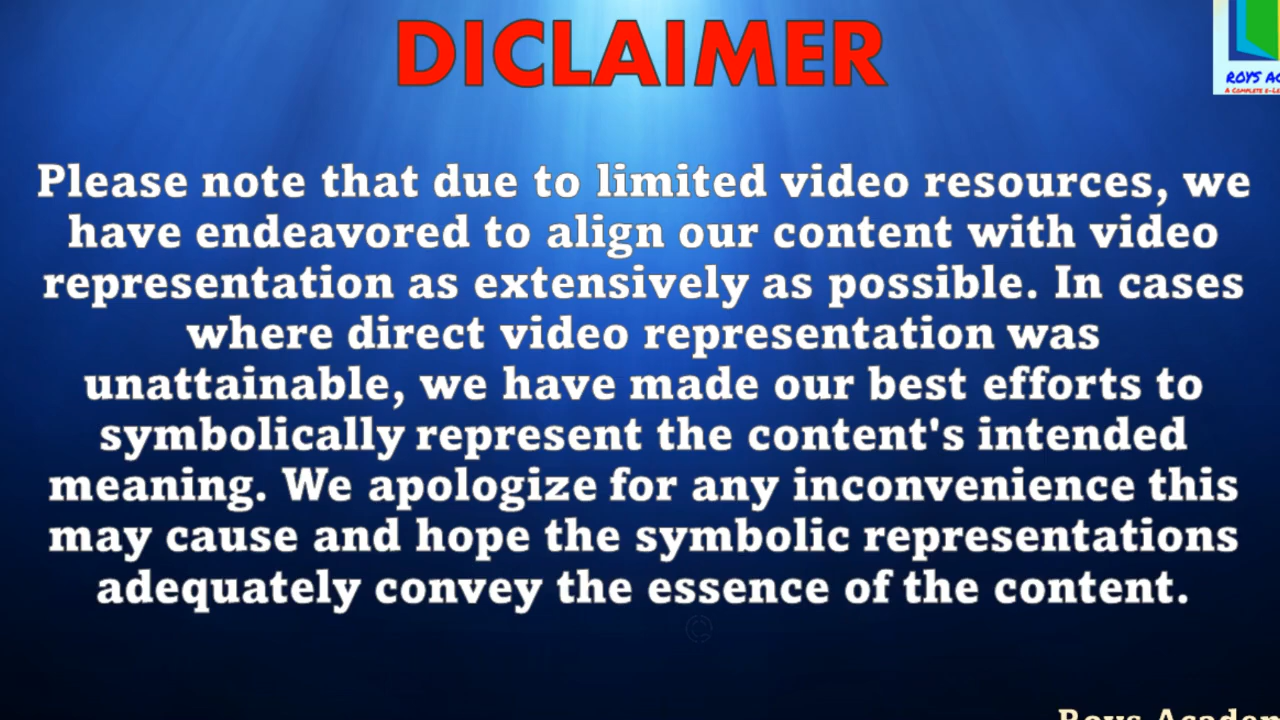 DICLAIMER
ROYS AC
Please note that due to limited video resources, we
have endeavored to align our content with video
representation as extensively as possible. In cases
where direct video representation was
unattainable, we have made our best efforts to
symbolically represent the content's intended
meaning. We apologize for any inconvenience this
may cause and hope the symbolic representations
adequately convey the essence of the content.
Roys